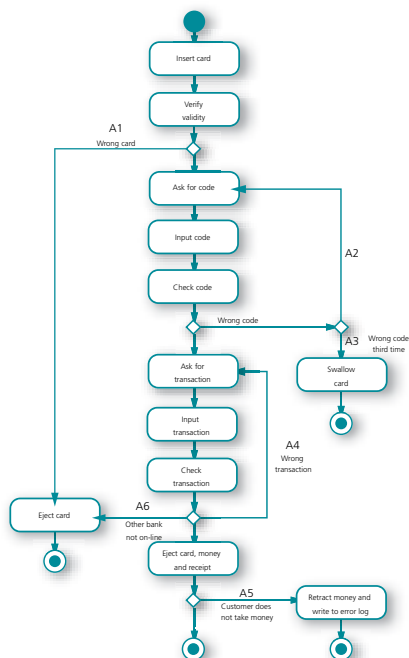 Insert card
Verify
validity
A1
Wrong card
Ask for code
Input code
A2
Check code
Wrong code
A3
Wrong code
third time
Ask for
transaction
Swallow
card
Input
transaction
A4
Wrong
transaction
Check
transaction
A6
Other bank
not on-line
Eject card
Eject card, money
and receipt
A5
Customer does
not take money
Retract money and
write to error log